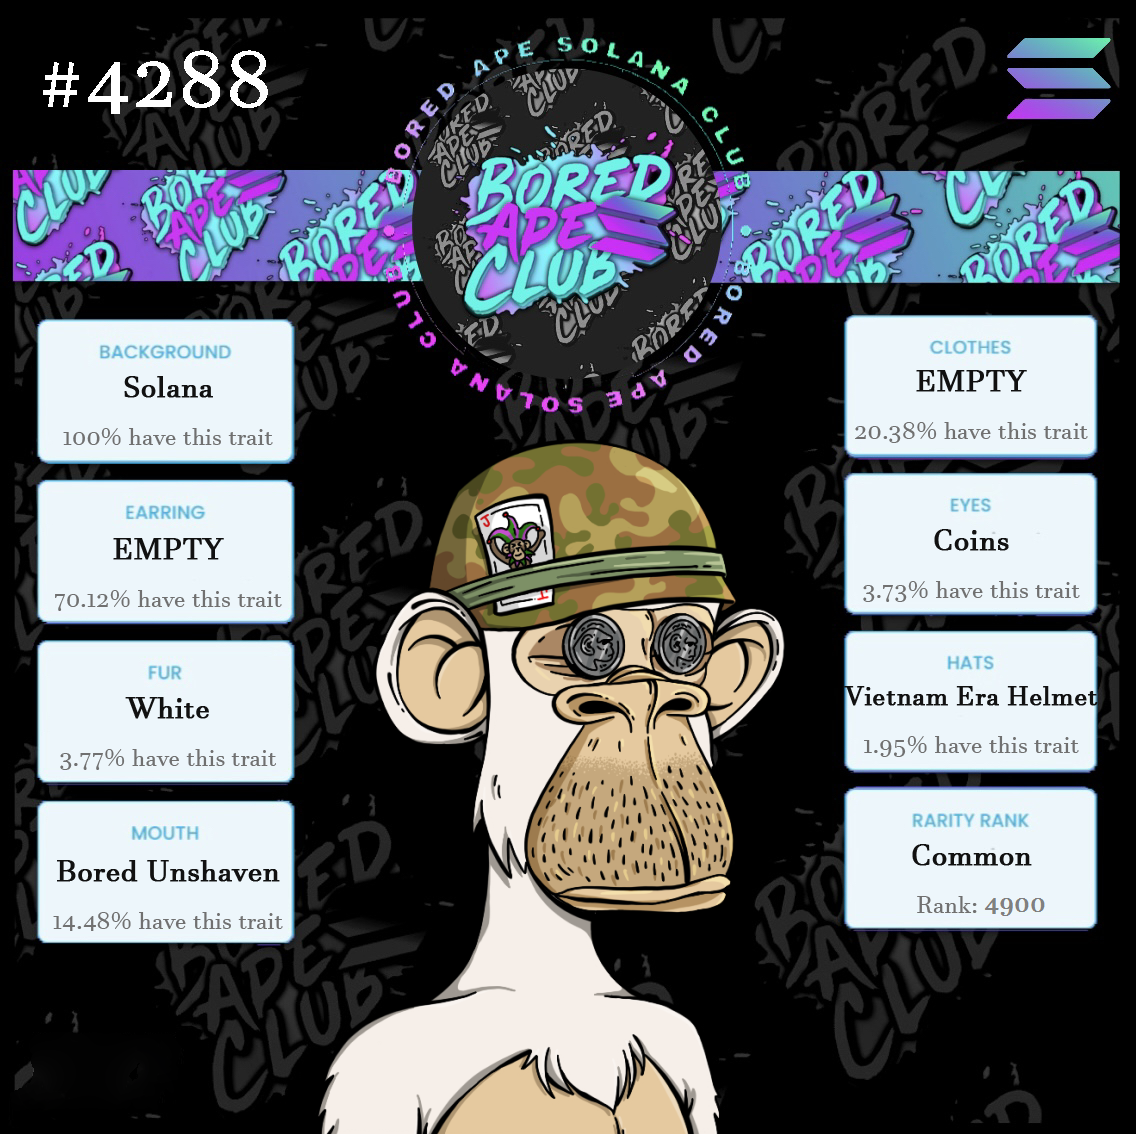 #4288
BORED APE SOLANA CLUB
BORED
APE
CLUB
BORED APE SOLANA CLUB
BACKGROUND
Solana
100% have this trait
EARRING
EMPTY
70.12% have this trait
FUR
White
3.77% have this trait
MOUTH
Bored Unshaven
14.48% have this trait
CLOTHES
EMPTY
20.38% have this trait
EYES
Coins
3.73% have this trait
HATS
Vietnam Era Helmet
1.95% have this trait
RARITY RANK
Common
Rank: 4900
J
J